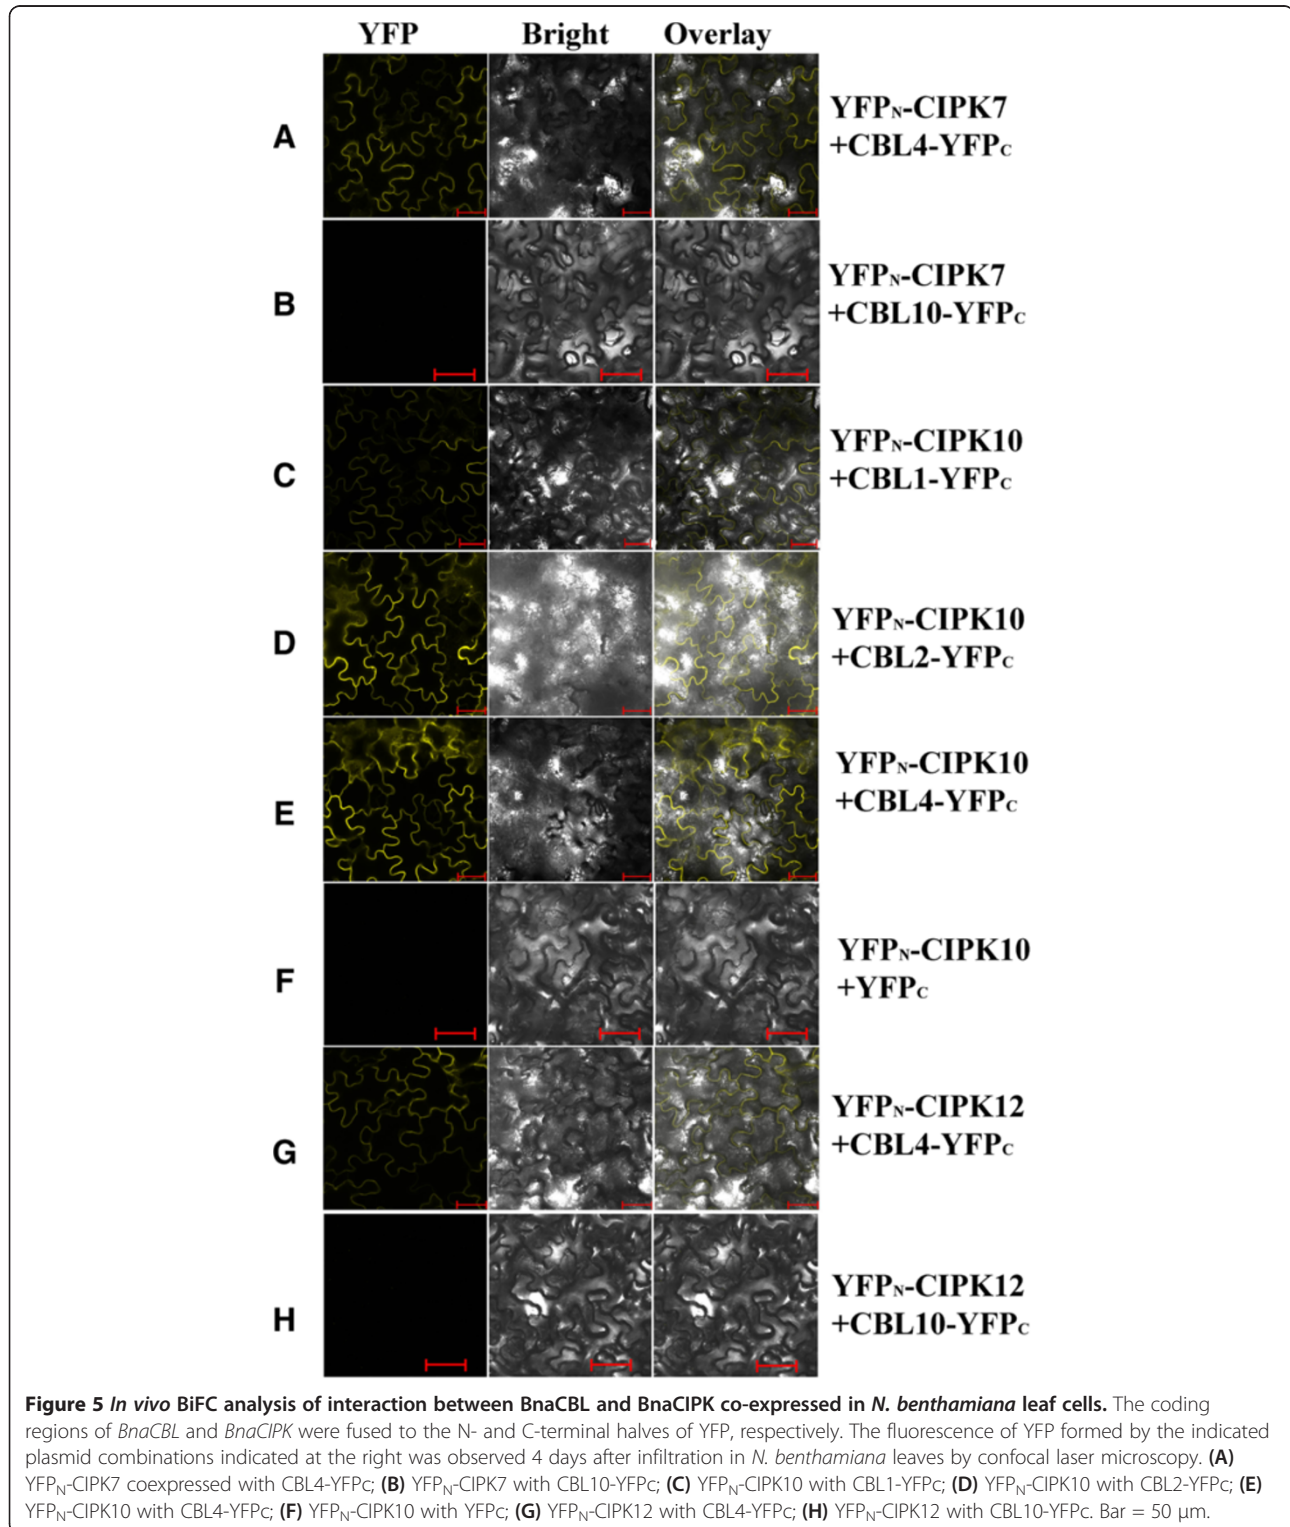 YFP Bright Overlay
A
YFPN-CIPK7
+CBL4-YFPC
B
YFPN-CIPK7
+CBL10-YFPC
C
YFPN-CIPK10
+CBL1-YFPC
D
YFPN-CIPK10
+CBL2-YFPC
E
YFPN-CIPK10
+CBL4-YFPC
F
YFPN-CIPK10
+YFPC
G
YFPN-CIPK12
+CBL4-YFPC
H
YFPN-CIPK12
+CBL10-YFPC
Figure 5 In vivo BiFC analysis of interaction between BnaCBL and BnaCIPK co-expressed in N. benthamiana leaf cells. The coding
regions of BnaCBL and BnaCIPK were fused to the N- and C-terminal halves of YFP, respectively. The fluorescence of YFP formed by the indicated
plasmid combinations indicated at the right was observed 4 days after infiltration in N. benthamiana leaves by confocal laser microscopy. (A)
YFPN-CIPK7 coexpressed with CBL4-YFPc; (B) YFPN-CIPK7 with CBL10-YFPc; (C) YFPN-CIPK10 with CBL1-YFPc; (D) YFPN-CIPK10 with CBL2-YFPc; (E)
YFPN-CIPK10 with CBL4-YFPc; (F) YFPN-CIPK10 with YFPc; (G) YFPN-CIPK12 with CBL4-YFPc; (H) YFPN-CIPK12 with CBL10-YFPc. Bar = 50 μm.